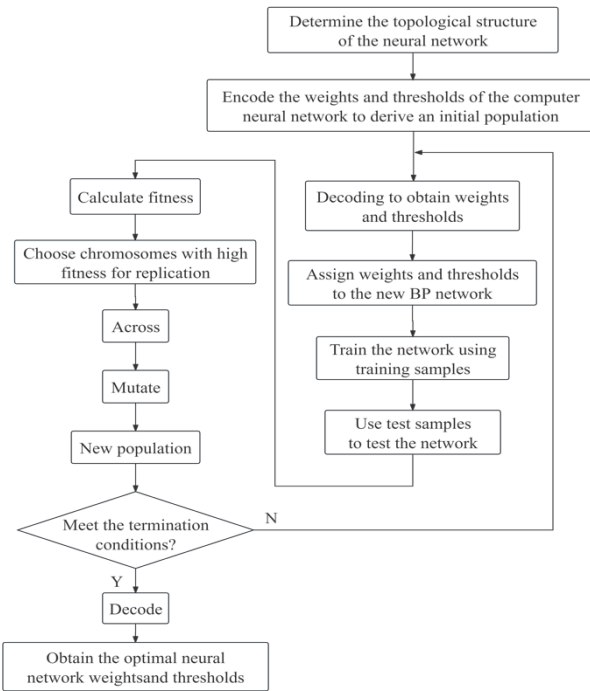 Determine the topological structure
of the neural network
Encode the weights and thresholds of the computer
neural network to derive an initial population
Decoding to obtain weights
and thresholds
Assign weights and thresholds
to the new BP network
Train the network using
training samples
Use test samples
to test the network
Calculate fitness
Choose chromosomes with high
fitness for replication
Across
Mutate
New population
Meet the termination
conditions?
N
Y
Decode
Obtain the optimal neural
network weightsand thresholds